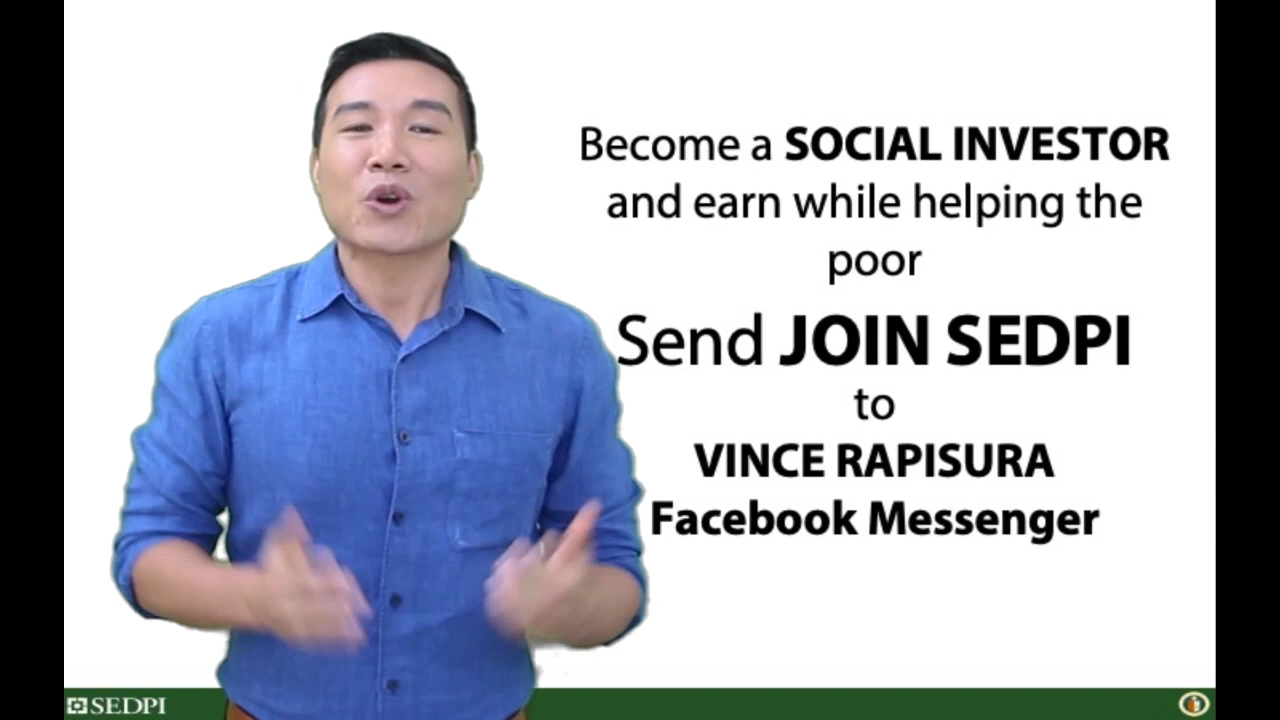 Become a SOCIAL INVESTOR
and earn while helping the
poor
Send JOIN SEDPI
to
VINCE RAPISURA
Facebook Messenger
SEDPI